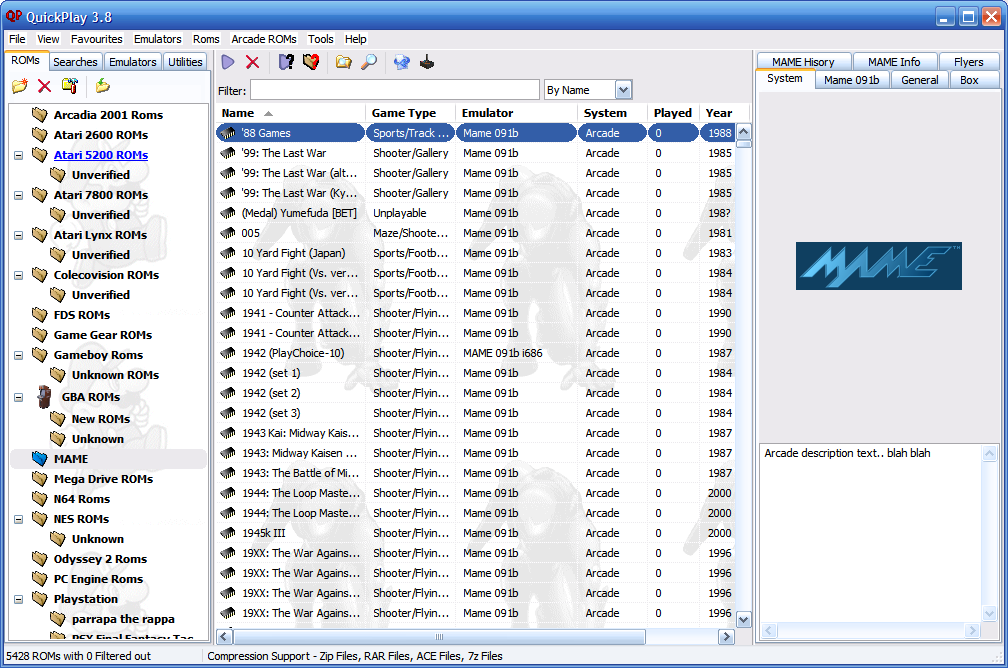 QP QuickPlay 3.8
File View Favourites Emulators Roms Arcade ROMs Tools Help
ROMs Searches Emulators Utilities
Arcadia 2001 Roms
Atari 2600 ROMs
Atari 5200 ROMs
Unverified
Atari 7800 ROMs
Unverified
Atari Lynx ROMs
Unverified
Colecovision ROMs
Unverified
FDS ROMs
Game Gear ROMs
Gameboy Roms
Unknown ROMs
GBA ROMs
New ROMs
Unknown
MAME
Mega Drive ROMs
N64 Roms
NES ROMs
Unknown
Odyssey 2 Roms
PC Engine Roms
Playstation
parrapa the rappa
PSX Final Fantasy Tac
Filter: By Name
Name Game Type Emulator System Played Year
'88 Games Sports/Track ... Mame 091b Arcade 0 1988
'99: The Last War Shooter/Gallery Mame 091b Arcade 0 1985
'99: The Last War (alt... Shooter/Gallery Mame 091b Arcade 0 1985
'99: The Last War (Ky... Shooter/Gallery Mame 091b Arcade 0 1985
(Medal) Yumefuda [BET] Unplayable Mame 091b Arcade 0 198?
005 Maze/Shoote... Mame 091b Arcade 0 1981
10 Yard Fight (Japan) Sports/Footb... Mame 091b Arcade 0 1983
10 Yard Fight (Vs. ver... Sports/Footb... Mame 091b Arcade 0 1984
10 Yard Fight (Vs. ver... Sports/Footb... Mame 091b Arcade 0 1984
1941 - Counter Attack... Shooter/Flyin... Mame 091b Arcade 0 1990
1941 - Counter Attack... Shooter/Flyin... Mame 091b Arcade 0 1990
1942 (PlayChoice-10) Shooter/Flyin... MAME 091b i686 Arcade 0 1987
1942 (set 1) Shooter/Flyin... Mame 091b Arcade 0 1984
1942 (set 2) Shooter/Flyin... Mame 091b Arcade 0 1984
1942 (set 3) Shooter/Flyin... Mame 091b Arcade 0 1984
1943 Kai: Midway Kais... Shooter/Flyin... Mame 091b Arcade 0 1987
1943: Midway Kaisen ... Shooter/Flyin... Mame 091b Arcade 0 1987
1943: The Battle of Mi... Shooter/Flyin... Mame 091b Arcade 0 1987
1944: The Loop Maste... Shooter/Flyin... Mame 091b Arcade 0 2000
1944: The Loop Maste... Shooter/Flyin... Mame 091b Arcade 0 2000
1945k III Shooter/Flyin... Mame 091b Arcade 0 2000
19XX: The War Agains... Shooter/Flyin... Mame 091b Arcade 0 1996
19XX: The War Agains... Shooter/Flyin... Mame 091b Arcade 0 1996
19XX: The War Agains... Shooter/Flyin... Mame 091b Arcade 0 1996
19XX: The War Agains... Shooter/Flyin... Mame 091b Arcade 0 1996
MAME Hisory MAME Info Flyers
System Mame 091b General Box
MAME TM
Arcade description text.. blah blah
5428 ROMs with 0 Filtered out
Compression Support - Zip Files, RAR Files, ACE Files, 7z Files